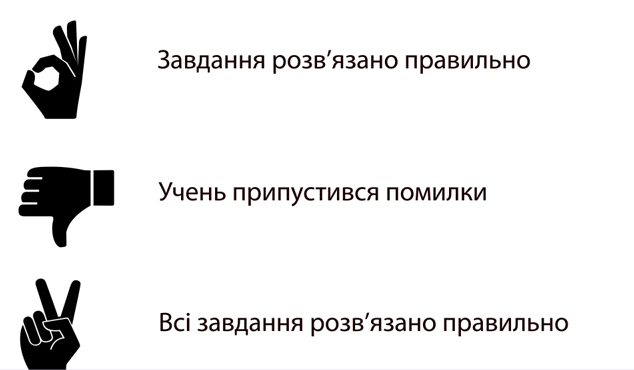 Завдання розв’язано правильно
Учень припустився помилки
Всі завдання розв’язано правильно